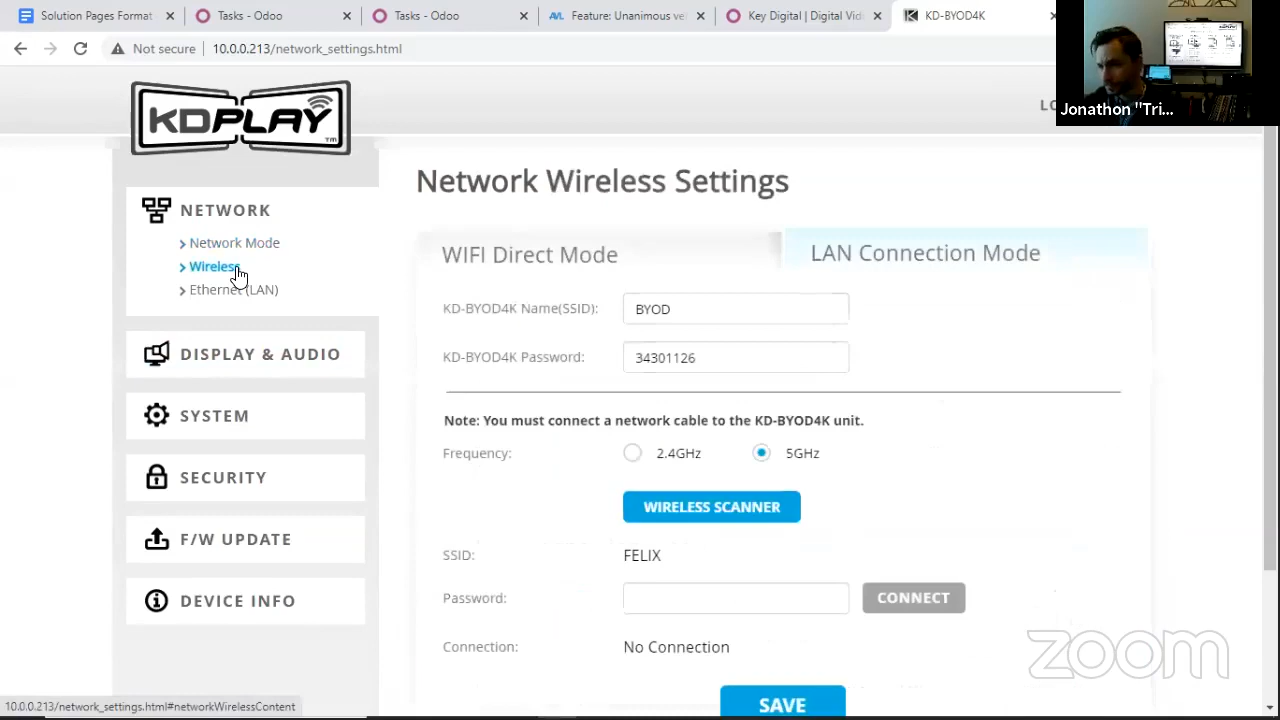 Solution Pages Format -
Tasks - Odoo
Tasks - Odoo
Feature: Unanimous ve
Key Digital | Digital Vid
KD-BYOD4K
Not secure
10.0.0.213/network_settings.html
Jonathon "Tri...
KDPLAY
TM
NETWORK
Network Mode
Wireless
Ethernet (LAN)
DISPLAY & AUDIO
SYSTEM
SECURITY
F/W UPDATE
DEVICE INFO
Network Wireless Settings
WIFI Direct Mode
LAN Connection Mode
KD-BYOD4K Name(SSID):
BYOD
KD-BYOD4K Password:
34301126
Note: You must connect a network cable to the KD-BYOD4K unit.
Frequency:
2.4GHz
5GHz
WIRELESS SCANNER
SSID:
FELIX
Password:
CONNECT
Connection:
No Connection
SAVE
zoom
10.0.0.213/network_settings.html#networkWirelessContent